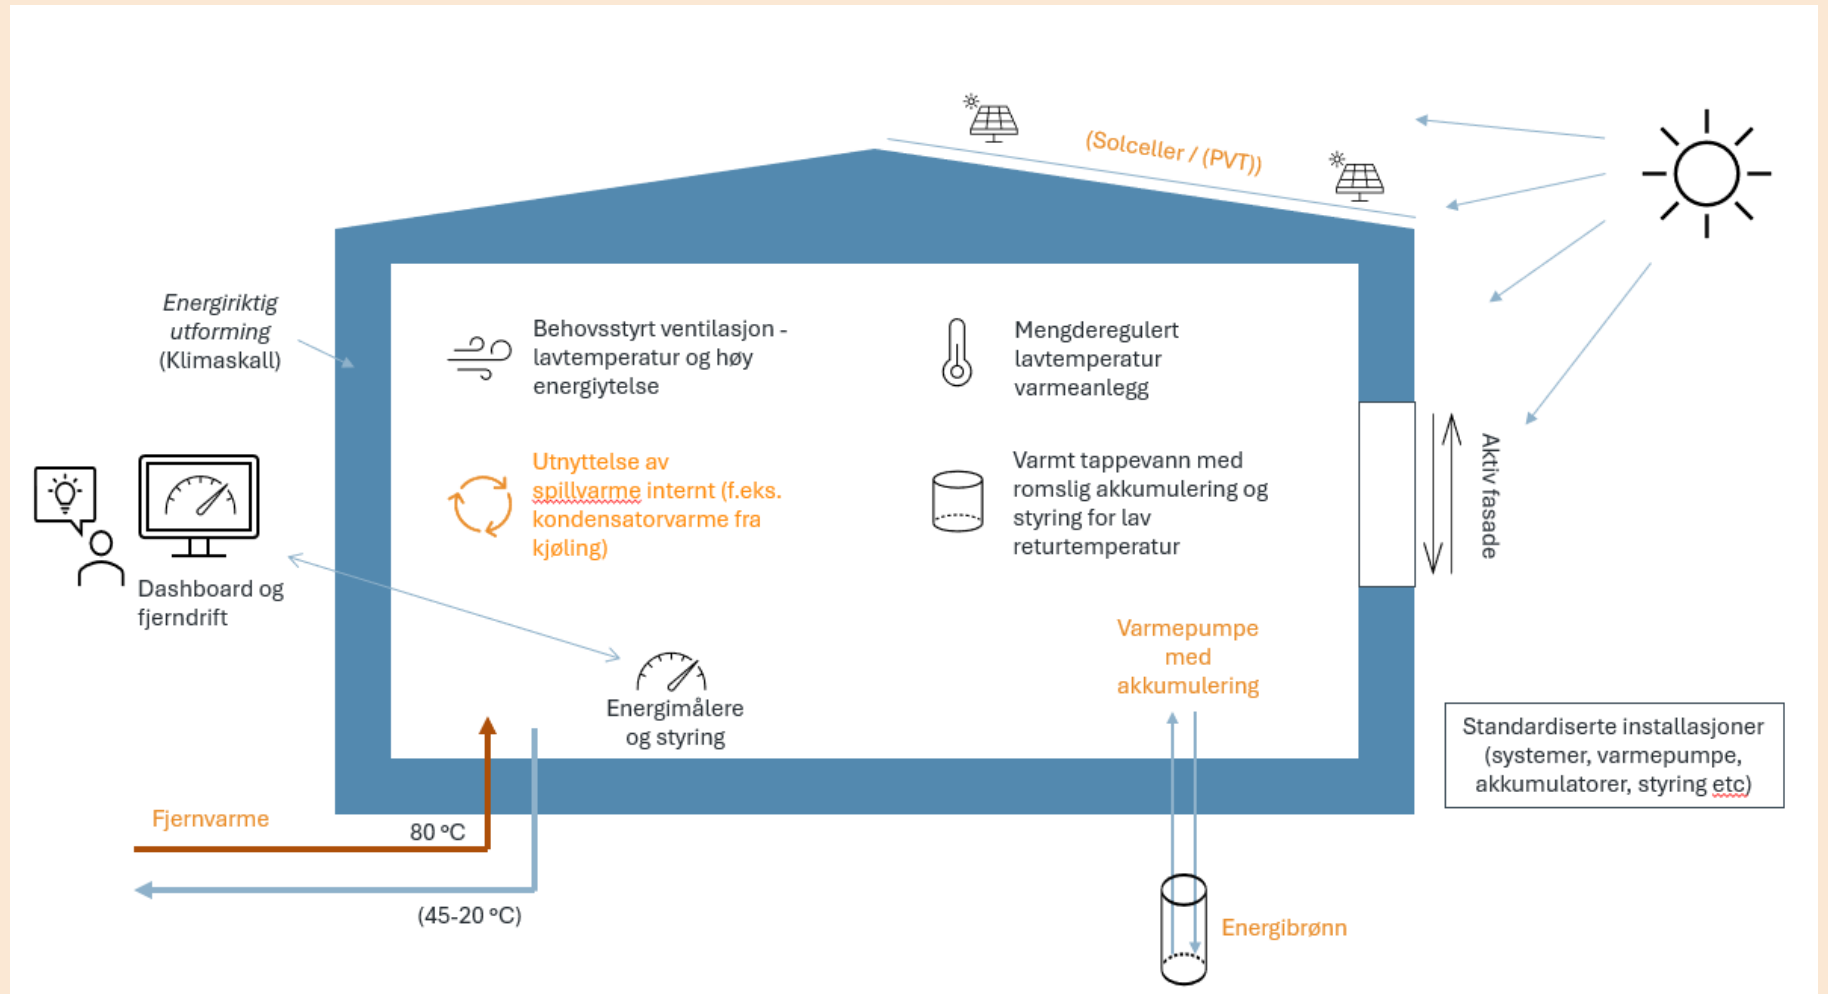 (Solceller / (PVT))
Energiriktig
utforming
(Klimaskall)
Behovsstyrt ventilasjon -
lavtemperatur og høy
energiytelse
Mengderegulert
lavtemperatur
varmeanlegg
Utnyttelse av
spillvarme internt (f.eks.
kondensatorvarme fra
kjøling)
Varmt tappevann med
romslig akkumulering og
styring for lav
returtemperatur
Aktiv fasade
Dashboard og
fjerndrift
Energimålere
og styring
Varmepumpe
med
akkumulering
Standardiserte installasjoner
(systemer, varmepumpe,
akkumulatorer, styring etc)
Fjernvarme
80 °C
(45-20 °C)
Energibrønn